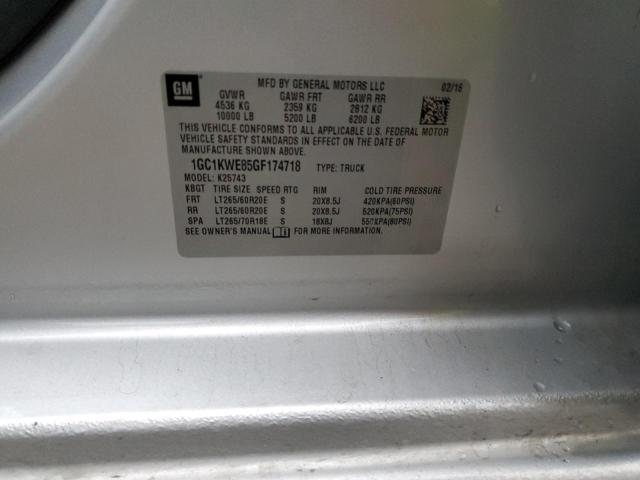 GM
MFD BY GENERAL MOTORS LLC 02/16
GVWR GAWR FRT GAWR RR
4536 KG 2359 KG 2812 KG
10000 LB 5200 LB 6200 LB
THIS VEHICLE CONFORMS TO ALL APPLICABLE U.S. FEDERAL MOTOR
VEHICLE SAFETY STANDARDS IN EFFECT ON THE DATE OF
MANUFACTURE SHOWN ABOVE.
1GC1KWE85GF174718 TYPE: TRUCK
MODEL: K25743
KBGT TIRE SIZE SPEED RTG RIM COLD TIRE PRESSURE
FRT LT265/60R20E S 20X8.5J 420KPA(60PSI)
RR LT265/60R20E S 20X8.5J 520KPA(75PSI)
SPA LT265/70R18E S 18X8J 550KPA(80PSI)
SEE OWNER'S MANUAL FOR MORE INFORMATION.